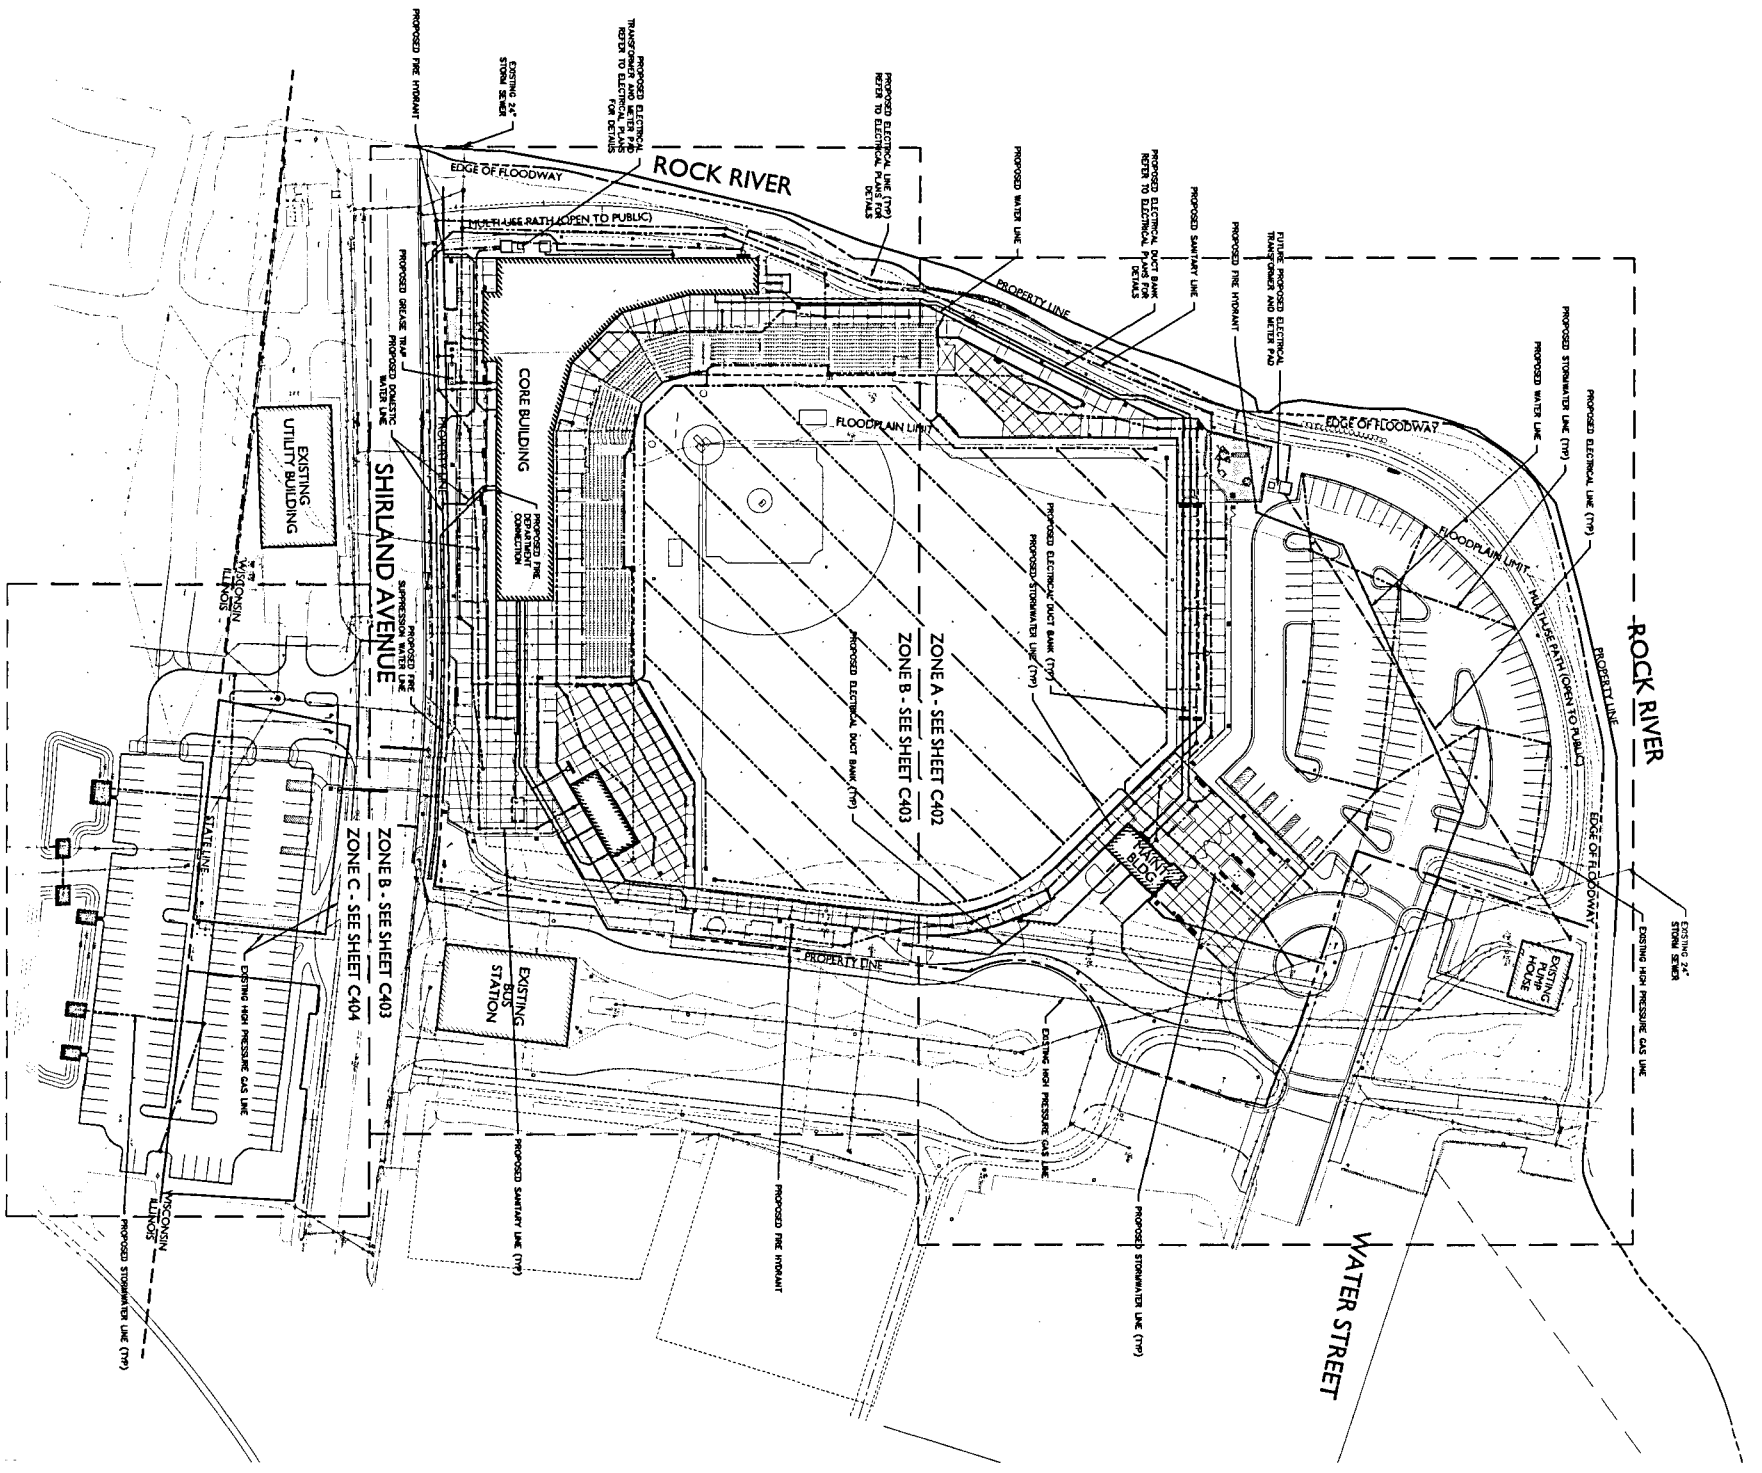 PROPOSED FIRE HYDRANT
EXISTING 24"
STORM SEWER
PROPOSED ELECTRICAL
TRANSFORMER AND METER PAD
REFER TO ELECTRICAL PLANS
FOR DETAILS
PROPOSED ELECTRICAL LINE (TYP)
REFER TO ELECTRICAL PLANS FOR
DETAILS
PROPOSED WATER LINE
PROPOSED ELECTRICAL DUCT BANK
REFER TO ELECTRICAL PLANS FOR
DETAILS
PROPOSED SANITARY LINE
PROPOSED FIRE HYDRANT
FUTURE PROPOSED ELECTRICAL
TRANSFORMER AND METER PAD
PROPOSED STORMWATER LINE (TYP)
PROPOSED WATER LINE
PROPOSED ELECTRICAL LINE (TYP)
ROCK RIVER
EDGE OF FLOODWAY
MULTI-USE PATH (OPEN TO PUBLIC)
PROPERTY LINE
EDGE OF FLOODWAY
FLOODPLAIN LIMIT
MULTI-USE PATH (OPEN TO PUBLIC)
PROPERTY LINE
ROCK RIVER
EDGE OF FLOODWAY
PROPOSED GREASE TRAP
PROPOSED DOMESTIC
WATER LINE
PROPERTY LINE
CORE BUILDING
PROPOSED FIRE
DEPARTMENT
CONNECTION
FLOODPLAIN LIMIT
EXISTING
UTILITY BUILDING
SHIRLAND AVENUE
PROPOSED FIRE
SUPPRESSION WATER LINE
WISCONSIN
ILLINOIS
PROPOSED ELECTRICAL DUCT BANK (TYP)
PROPOSED STORMWATER LINE (TYP)
ZONE A - SEE SHEET C402
ZONE B - SEE SHEET C403
PROPOSED ELECTRICAL DUCT BANK (TYP)
MAIN
BLDG
ZONE B - SEE SHEET C403
ZONE C - SEE SHEET C404
STATE LINE
EXISTING HIGH PRESSURE GAS LINE
EXISTING
BUS
STATION
PROPERTY LINE
EXISTING HIGH PRESSURE GAS LINE
EXISTING
PUMP
HOUSE
EXISTING HIGH PRESSURE GAS LINE
EXISTING 24"
STORM SEWER
PROPOSED SANITARY LINE (TYP)
PROPOSED FIRE HYDRANT
PROPOSED STORMWATER LINE (TYP)
WISCONSIN
ILLINOIS
PROPOSED STORMWATER LINE (TYP)
WATER STREET